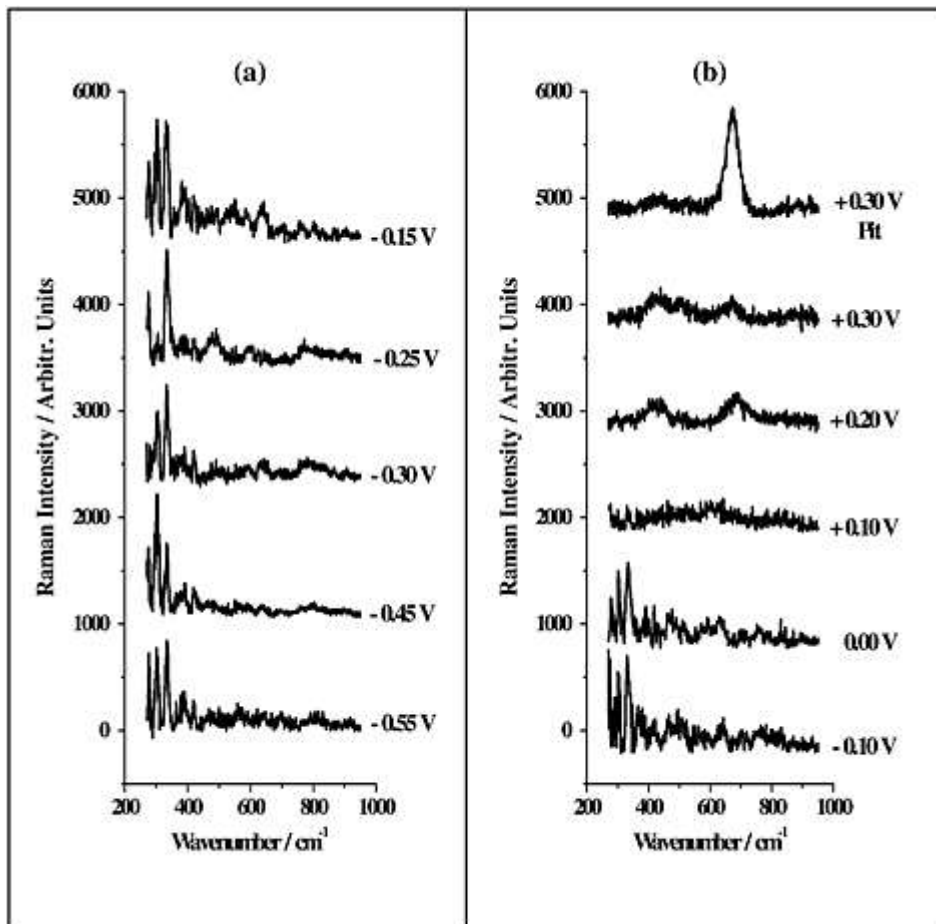 (a)
6000
5000
4000
3000
2000
1000
0
Raman Intensity / Arbitr. Units
- 0.15 V
- 0.25 V
- 0.30 V
- 0.45 V
- 0.55 V
200 400 600 800 1000
Wavenumber / cm-1
(b)
6000
5000
4000
3000
2000
1000
0
Raman Intensity / Arbitr. Units
+0.30 V
Pit
+ 0.30 V
+ 0.20 V
+ 0.10 V
0.00 V
- 0.10 V
200 400 600 800 1000
Wavenumber / cm-1